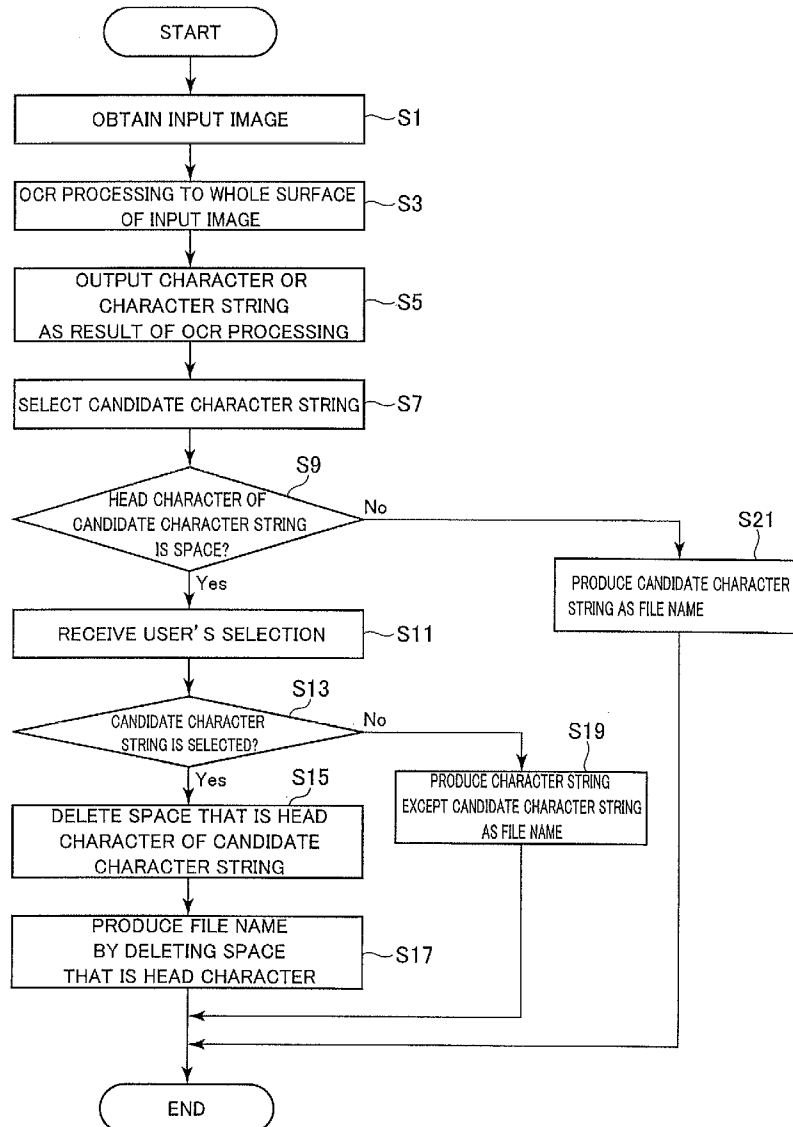 START
OBTAIN INPUT IMAGE
S1
OCR PROCESSING TO WHOLE SURFACE
OF INPUT IMAGE
S3
OUTPUT CHARACTER OR
CHARACTER STRING
AS RESULT OF OCR PROCESSING
S5
SELECT CANDIDATE CHARACTER STRING
S7
S9
HEAD CHARACTER OF
CANDIDATE CHARACTER STRING
IS SPACE?
No
Yes
S21
PRODUCE CANDIDATE CHARACTER
STRING AS FILE NAME
RECEIVE USER'S SELECTION
S11
S13
CANDIDATE CHARACTER
STRING IS SELECTED?
No
Yes
S19
PRODUCE CHARACTER STRING
EXCEPT CANDIDATE CHARACTER STRING
AS FILE NAME
S15
DELETE SPACE THAT IS HEAD
CHARACTER OF CANDIDATE
CHARACTER STRING
PRODUCE FILE NAME
BY DELETING SPACE
THAT IS HEAD CHARACTER
S17
END